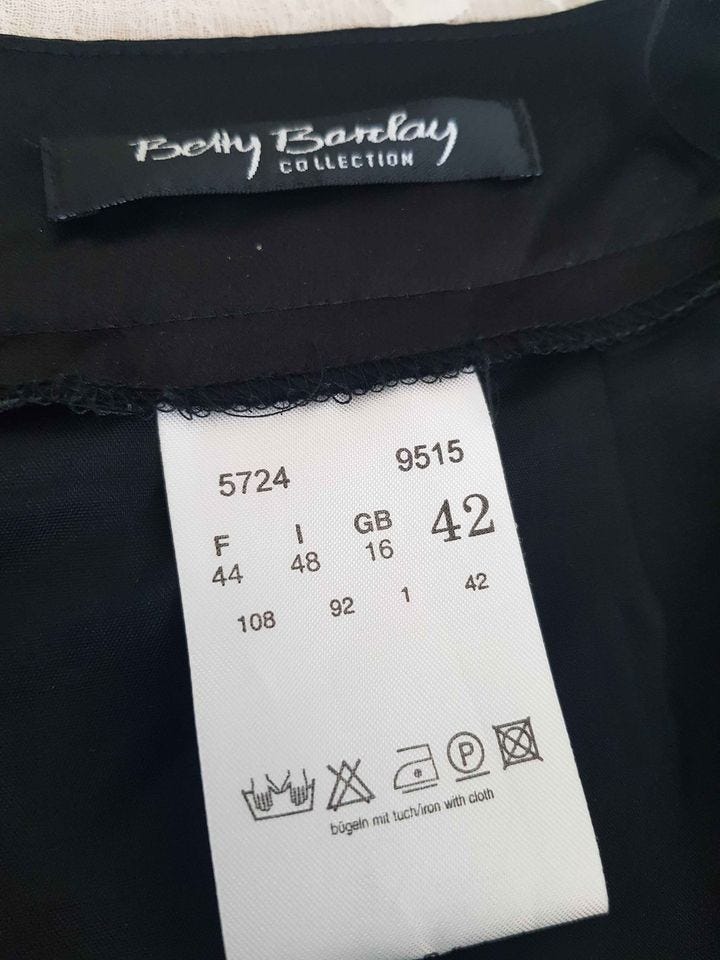 Betty Barclay
COLLECTION
5724 9515
F I GB 42
44 48 16
108 92 1 42
P
bügeln mit tuch/iron with cloth